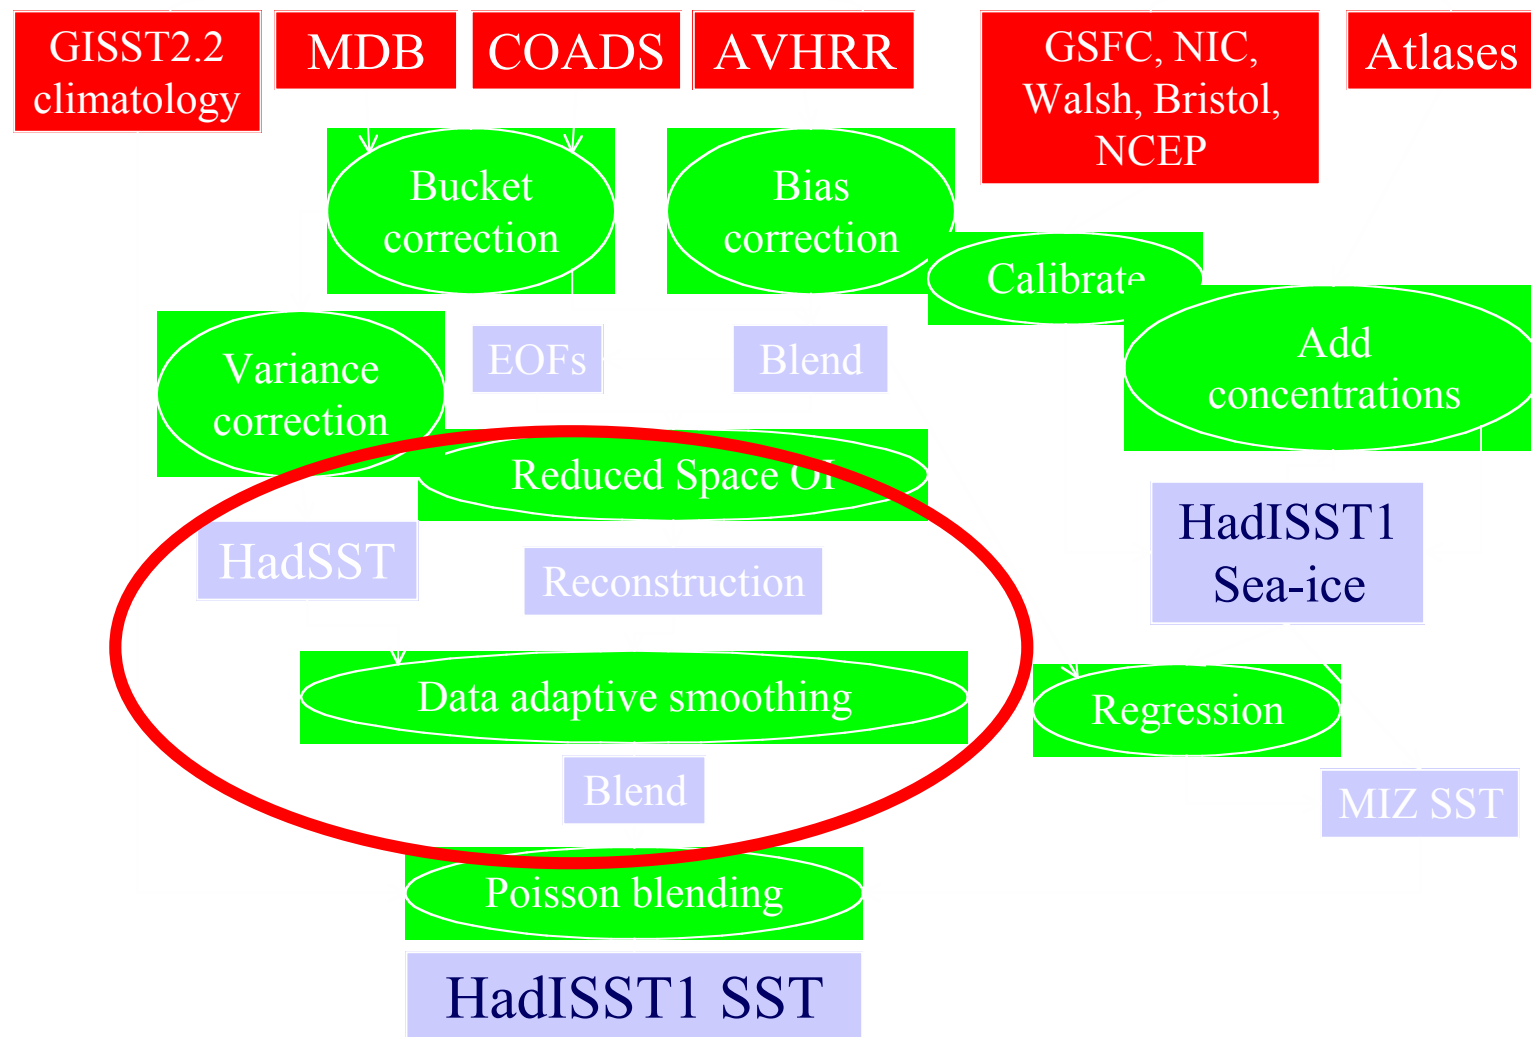 GISST2.2
climatology
MDB
COADS
AVHRR
GSFC, NIC,
Walsh, Bristol,
NCEP
Atlases
Bucket
correction
Bias
correction
Calibrate
Add
concentrations
Variance
correction
EOFs
Blend
Reduced Space OI
HadSST
Reconstruction
HadISST1
Sea-ice
Data adaptive smoothing
Regression
Blend
MIZ SST
Poisson blending
HadISST1 SST